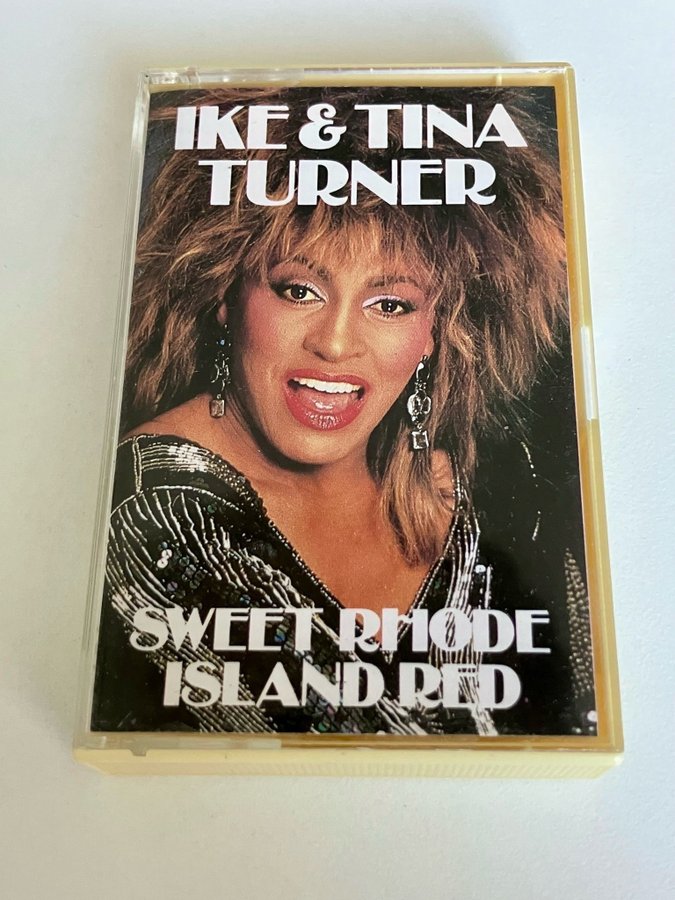 IKE & TINA
TURNER
SWEET RHODE
ISLAND RED